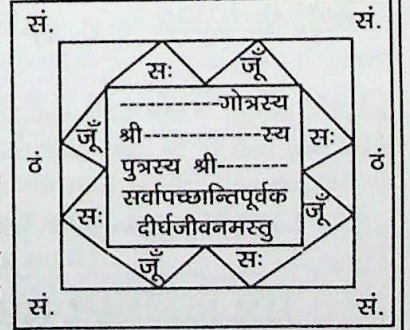 सं. सं.
सः जूँ
जूँ ----------गोत्रस्य
श्री------------स्य सः
ठं पुत्रस्य श्री-------- ठं
सः सर्वापच्छान्तिपूर्वक जूँ
दीर्घजीवनमस्तु
जूँ सः
सं. सं.